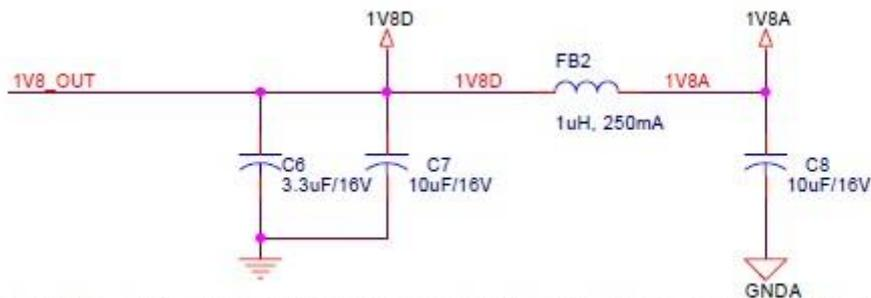 1V8D
1V8A
FB2
1V8_OUT
1V8D
1V8A
1uH, 250mA
C6
3.3uF/16V
C7
10uF/16V
C8
10uF/16V
GNDA